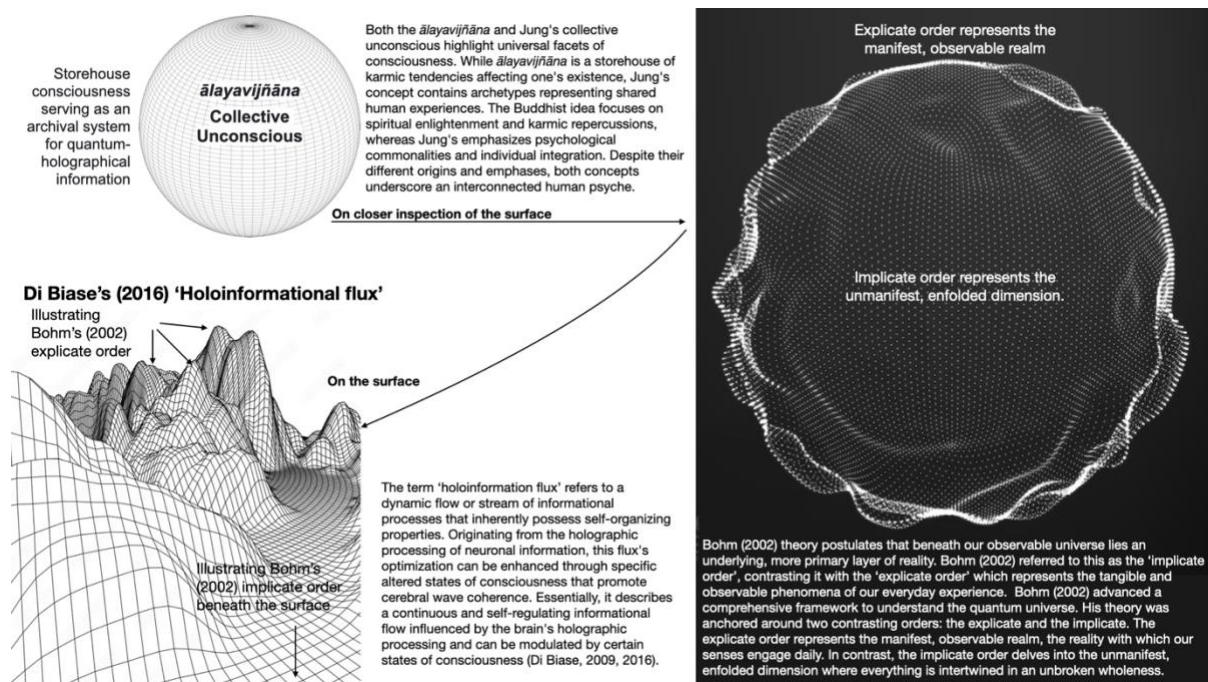 Storehouse
consciousness
serving as an
archival system
for quantum-
holographical
information
ālayavijñāna
Collective
Unconscious
Both the ālayavijñāna and Jung's collective
unconscious highlight universal facets of
consciousness. While ālayavijñāna is a storehouse of
karmic tendencies affecting one's existence, Jung's
concept contains archetypes representing shared
human experiences. The Buddhist idea focuses on
spiritual enlightenment and karmic repercussions,
whereas Jung's emphasizes psychological
commonalities and individual integration. Despite their
different origins and emphases, both concepts
underscore an interconnected human psyche.
On closer inspection of the surface
Di Biase's (2016) 'Holoinformational flux'
Illustrating
Bohm's (2002)
explicate order
On the surface
Illustrating Bohm's
(2002) implicate order
beneath the surface
The term 'holoinformation flux' refers to a
dynamic flow or stream of informational
processes that inherently possess self-organizing
properties. Originating from the holographic
processing of neuronal information, this flux's
optimization can be enhanced through specific
altered states of consciousness that promote
cerebral wave coherence. Essentially, it describes
a continuous and self-regulating informational
flow influenced by the brain's holographic
processing and can be modulated by certain
states of consciousness (Di Biase, 2009, 2016).
Explicate order represents the
manifest, observable realm
Implicate order represents the
unmanifest, enfolded dimension.
Bohm (2002) theory postulates that beneath our observable universe lies an
underlying, more primary layer of reality. Bohm (2002) referred to this as the 'implicate
order', contrasting it with the 'explicate order' which represents the tangible and
observable phenomena of our everyday experience. Bohm (2002) advanced a
comprehensive framework to understand the quantum universe. His theory was
anchored around two contrasting orders: the explicate and the implicate. The
explicate order represents the manifest, observable realm, the reality with which our
senses engage daily. In contrast, the implicate order delves into the unmanifest,
enfolded dimension where everything is intertwined in an unbroken wholeness.